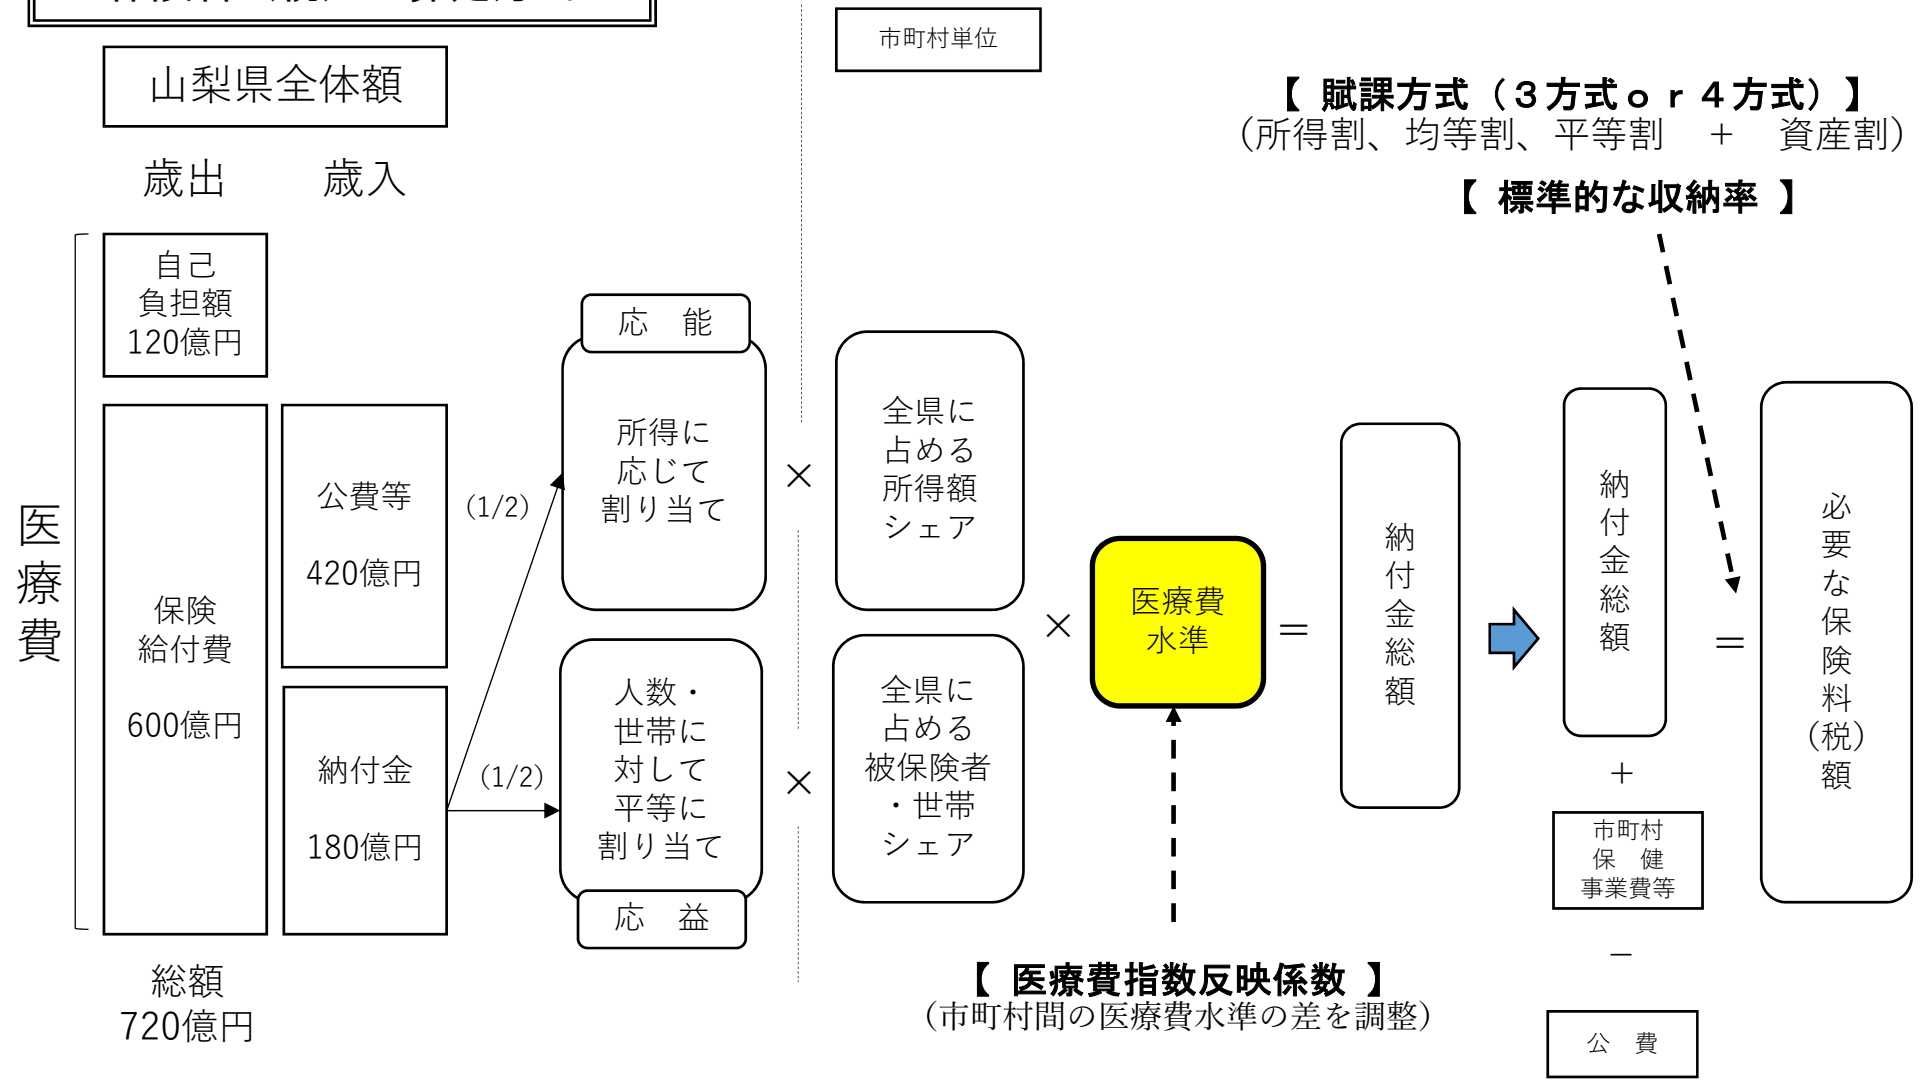 市町村単位
山梨県全体額
【 賦課方式（３方式ｏｒ４方式）】
（所得割、均等割、平等割　＋　資産割）
【 標準的な収納率 】
歳出
歳入
医療費
自己
負担額
120億円
保険
給付費
600億円
公費等
420億円
納付金
180億円
総額
720億円
(1/2)
(1/2)
応　能
所得に
応じて
割り当て
人数・
世帯に
対して
平等に
割り当て
応　益
×
×
全県に
占める
所得額
シェア
全県に
占める
被保険者
・世帯
シェア
×
医療費
水準
＝
納付金総額
【 医療費指数反映係数 】
（市町村間の医療費水準の差を調整）
納付金総額
＋
市町村
保　健
事業費等
－
公　費
＝
必要な保険料（税）額